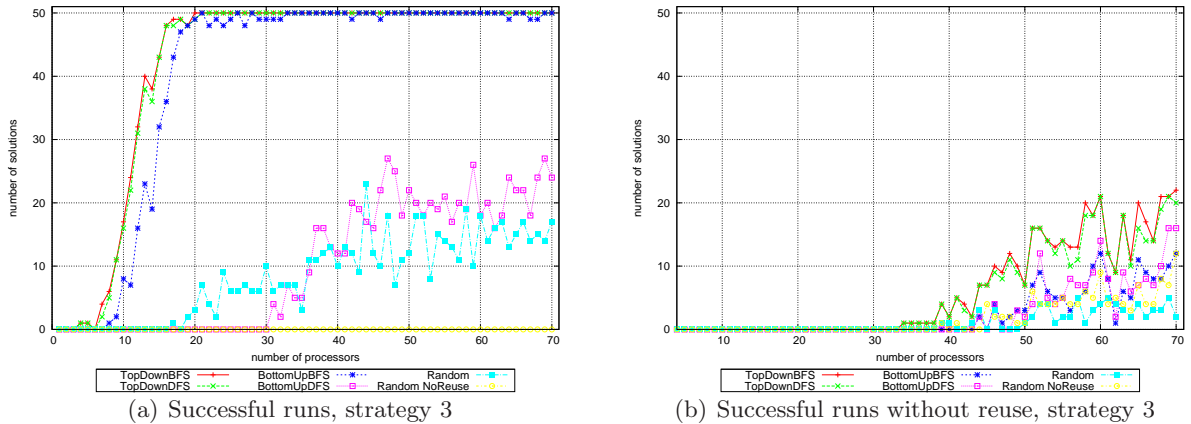 50
40
30
20
10
0
number of solutions
0 10 20 30 40 50 60 70
number of processors
TopDownBFS BottomUpBFS Random
TopDownDFS BottomUpDFS Random NoReuse
(a) Successful runs, strategy 3
50
40
30
20
10
0
number of solutions
10 20 30 40 50 60 70
number of processors
TopDownBFS BottomUpBFS Random
TopDownDFS BottomUpDFS Random NoReuse
(b) Successful runs without reuse, strategy 3